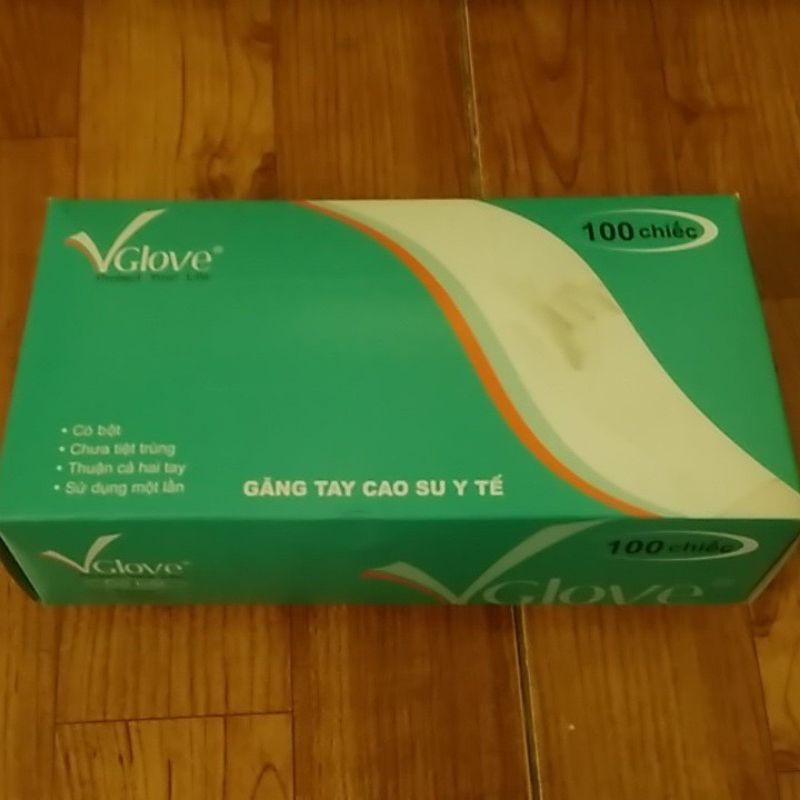 VGlove®
Protect Your Life
100 chiếc
• Có bột
• Chưa tiệt trùng
• Thuận cả hai tay
• Sử dụng một lần
GĂNG TAY CAO SU Y TẾ
VGlove®
VGlove®
100 chiếc